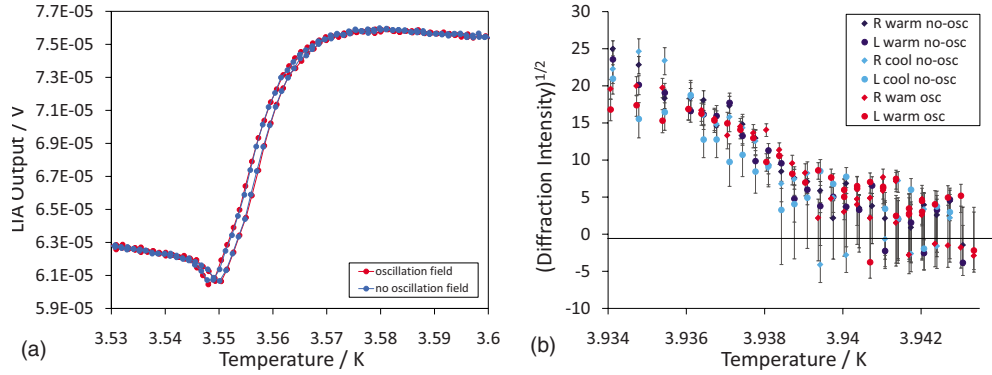 7.7E-05
7.5E-05
7.3E-05
7.1E-05
6.9E-05
6.7E-05
6.5E-05
6.3E-05
6.1E-05
5.9E-05
LIA Output / V
3.53 3.54 3.55 3.56 3.57 3.58 3.59 3.6
Temperature / K
oscillation field
no oscillation field
(a)
30
25
20
15
10
5
0
-5
-10
(Diffraction Intensity)1/2
3.934 3.936 3.938 3.94 3.942
Temperature / K
R warm no-osc
L warm no-osc
R cool no-osc
L cool no-osc
R wam osc
L warm osc
(b)